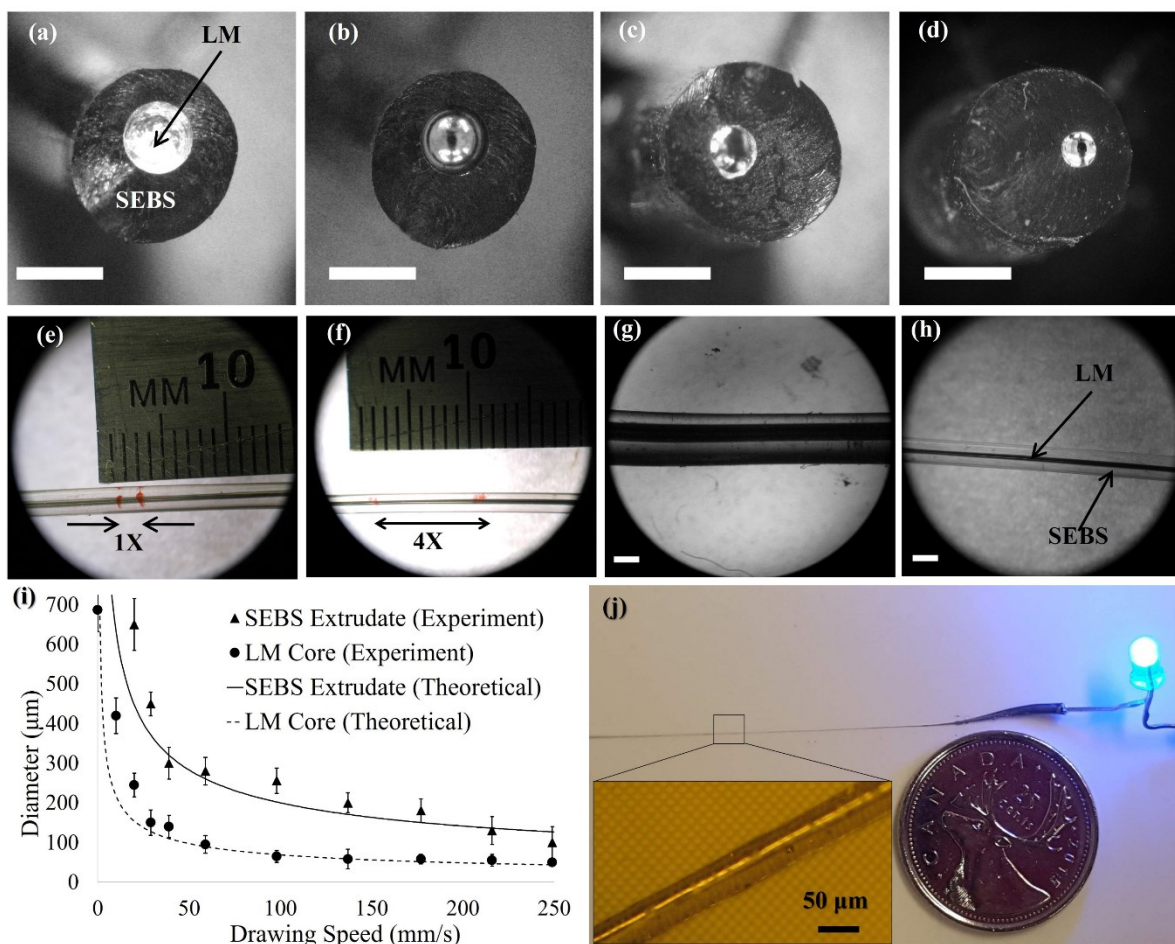 (a)
LM
SEBS
(b)
(c)
(d)
(e)
MM 10
1X
(f)
MM 10
4X
(g)
(h)
LM
SEBS
(i)
700
600
500
400
300
200
100
0
Diameter (µm)
▲ SEBS Extrudate (Experiment)
● LM Core (Experiment)
SEBS Extrudate (Theoretical)
LM Core (Theoretical)
0 50 100 150 200 250
Drawing Speed (mm/s)
(j)
50 µm
CANADA
2015